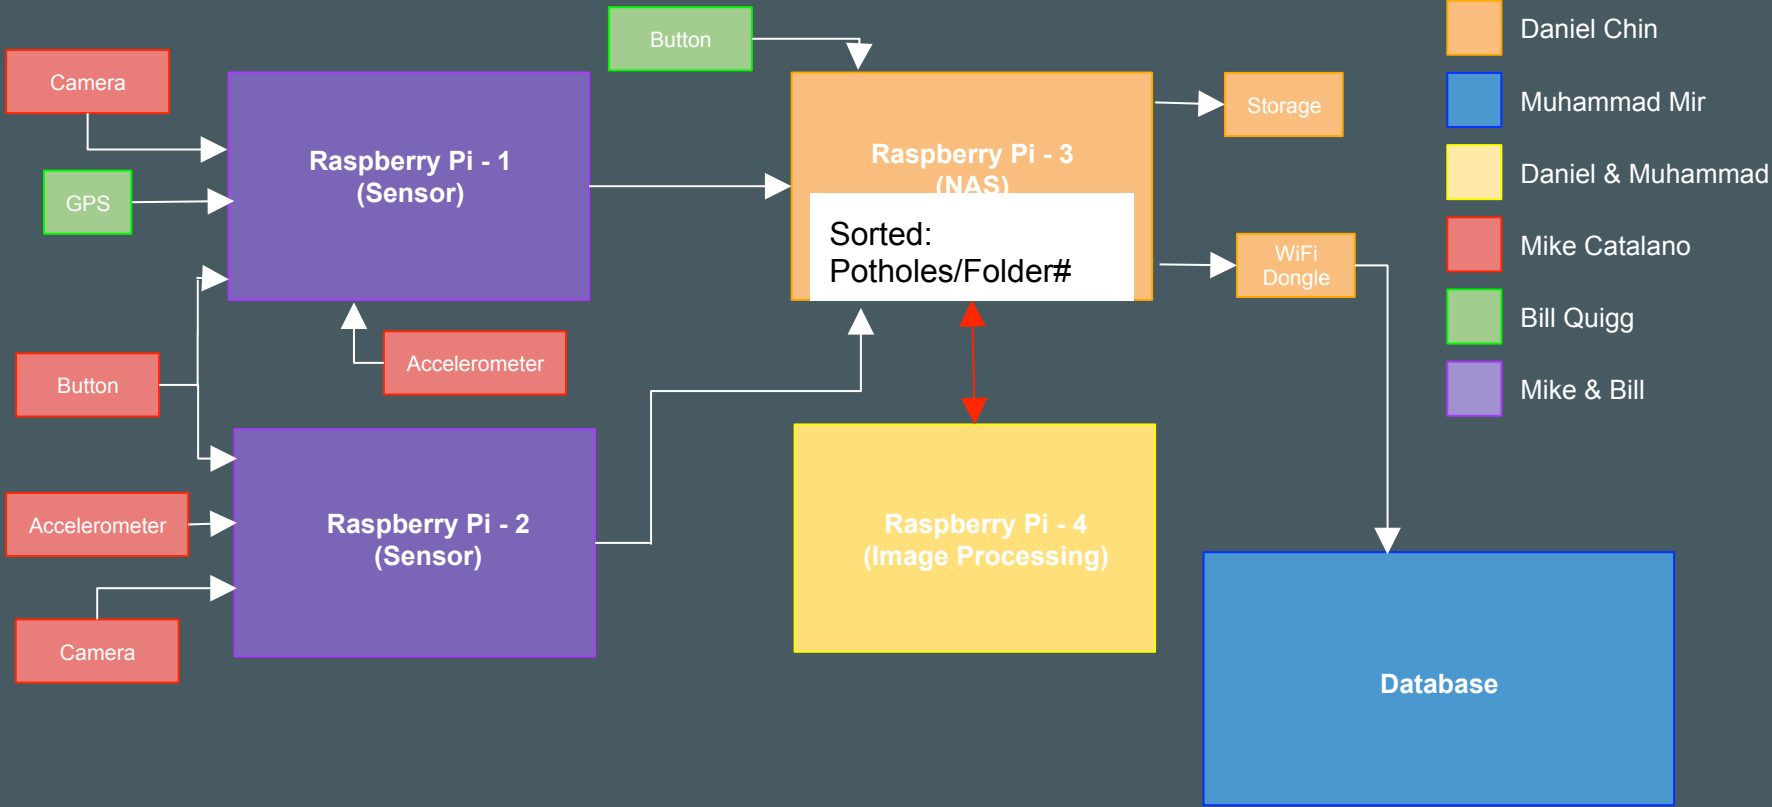 Camera
GPS
Button
Accelerometer
Camera
Raspberry Pi - 1
(Sensor)
Accelerometer
Raspberry Pi - 2
(Sensor)
Button
Raspberry Pi - 3
(NAS)
Sorted:
Potholes/Folder#
Raspberry Pi - 4
(Image Processing)
Storage
WiFi
Dongle
Database
Daniel Chin
Muhammad Mir
Daniel & Muhammad
Mike Catalano
Bill Quigg
Mike & Bill